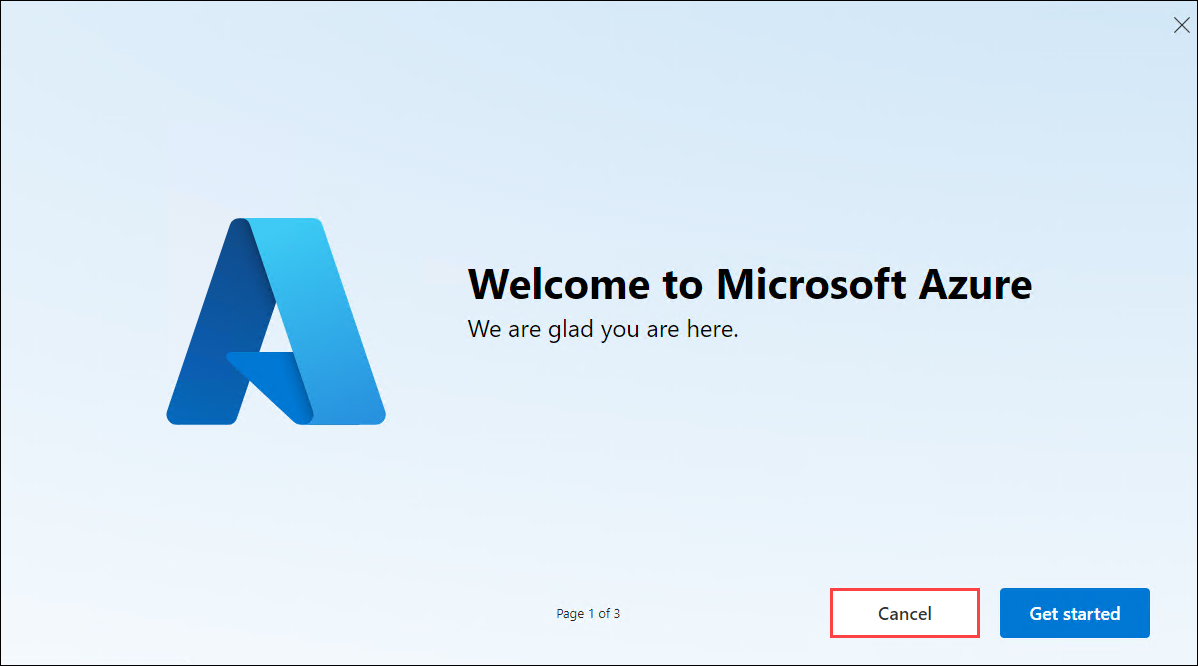 Welcome to Microsoft Azure
We are glad you are here.
Page 1 of 3
Cancel
Get started